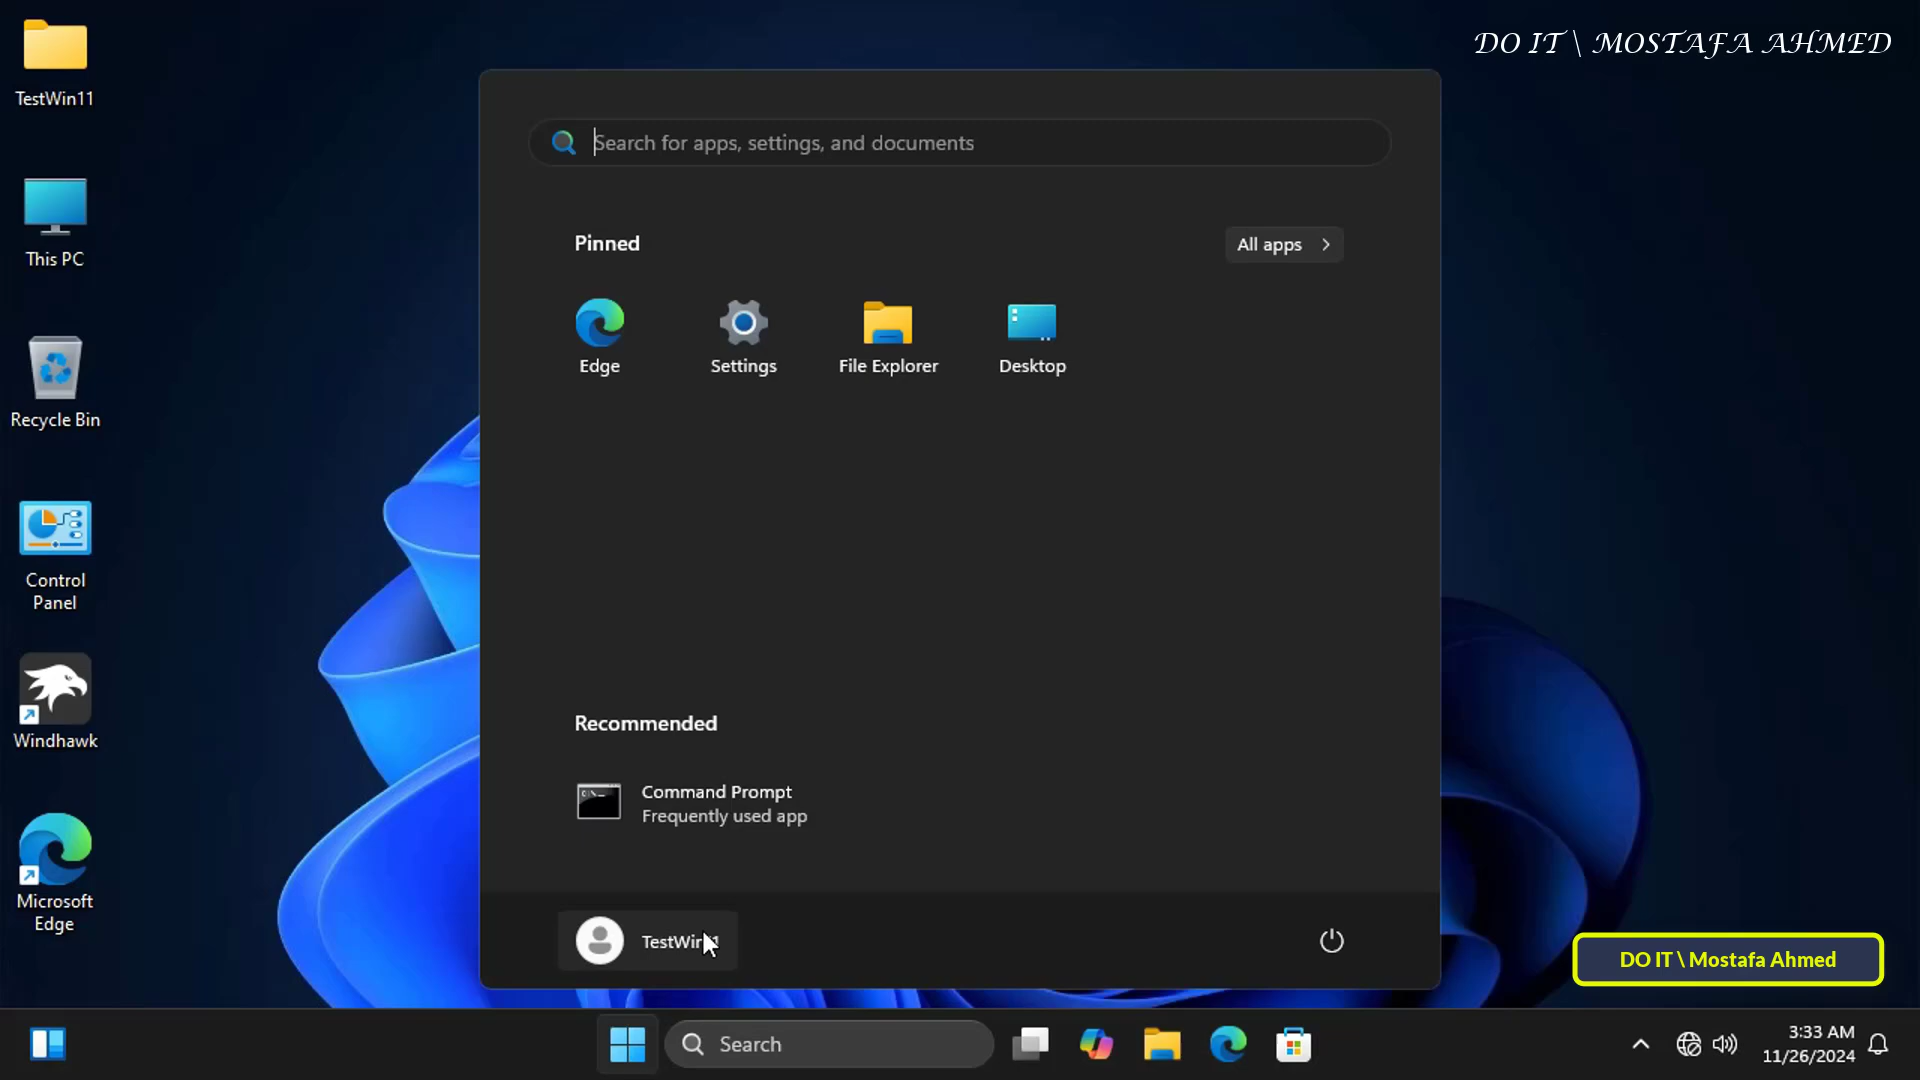 DO IT \ MOSTAFA AHMED
TestWin11
This PC
Recycle Bin
Control
Panel
Windhawk
Microsoft
Edge
Search for apps, settings, and documents
Pinned
All apps
Edge
Settings
File Explorer
Desktop
Recommended
Command Prompt
Frequently used app
TestWin11
DO IT \ Mostafa Ahmed
Search
3:33 AM
11/26/2024